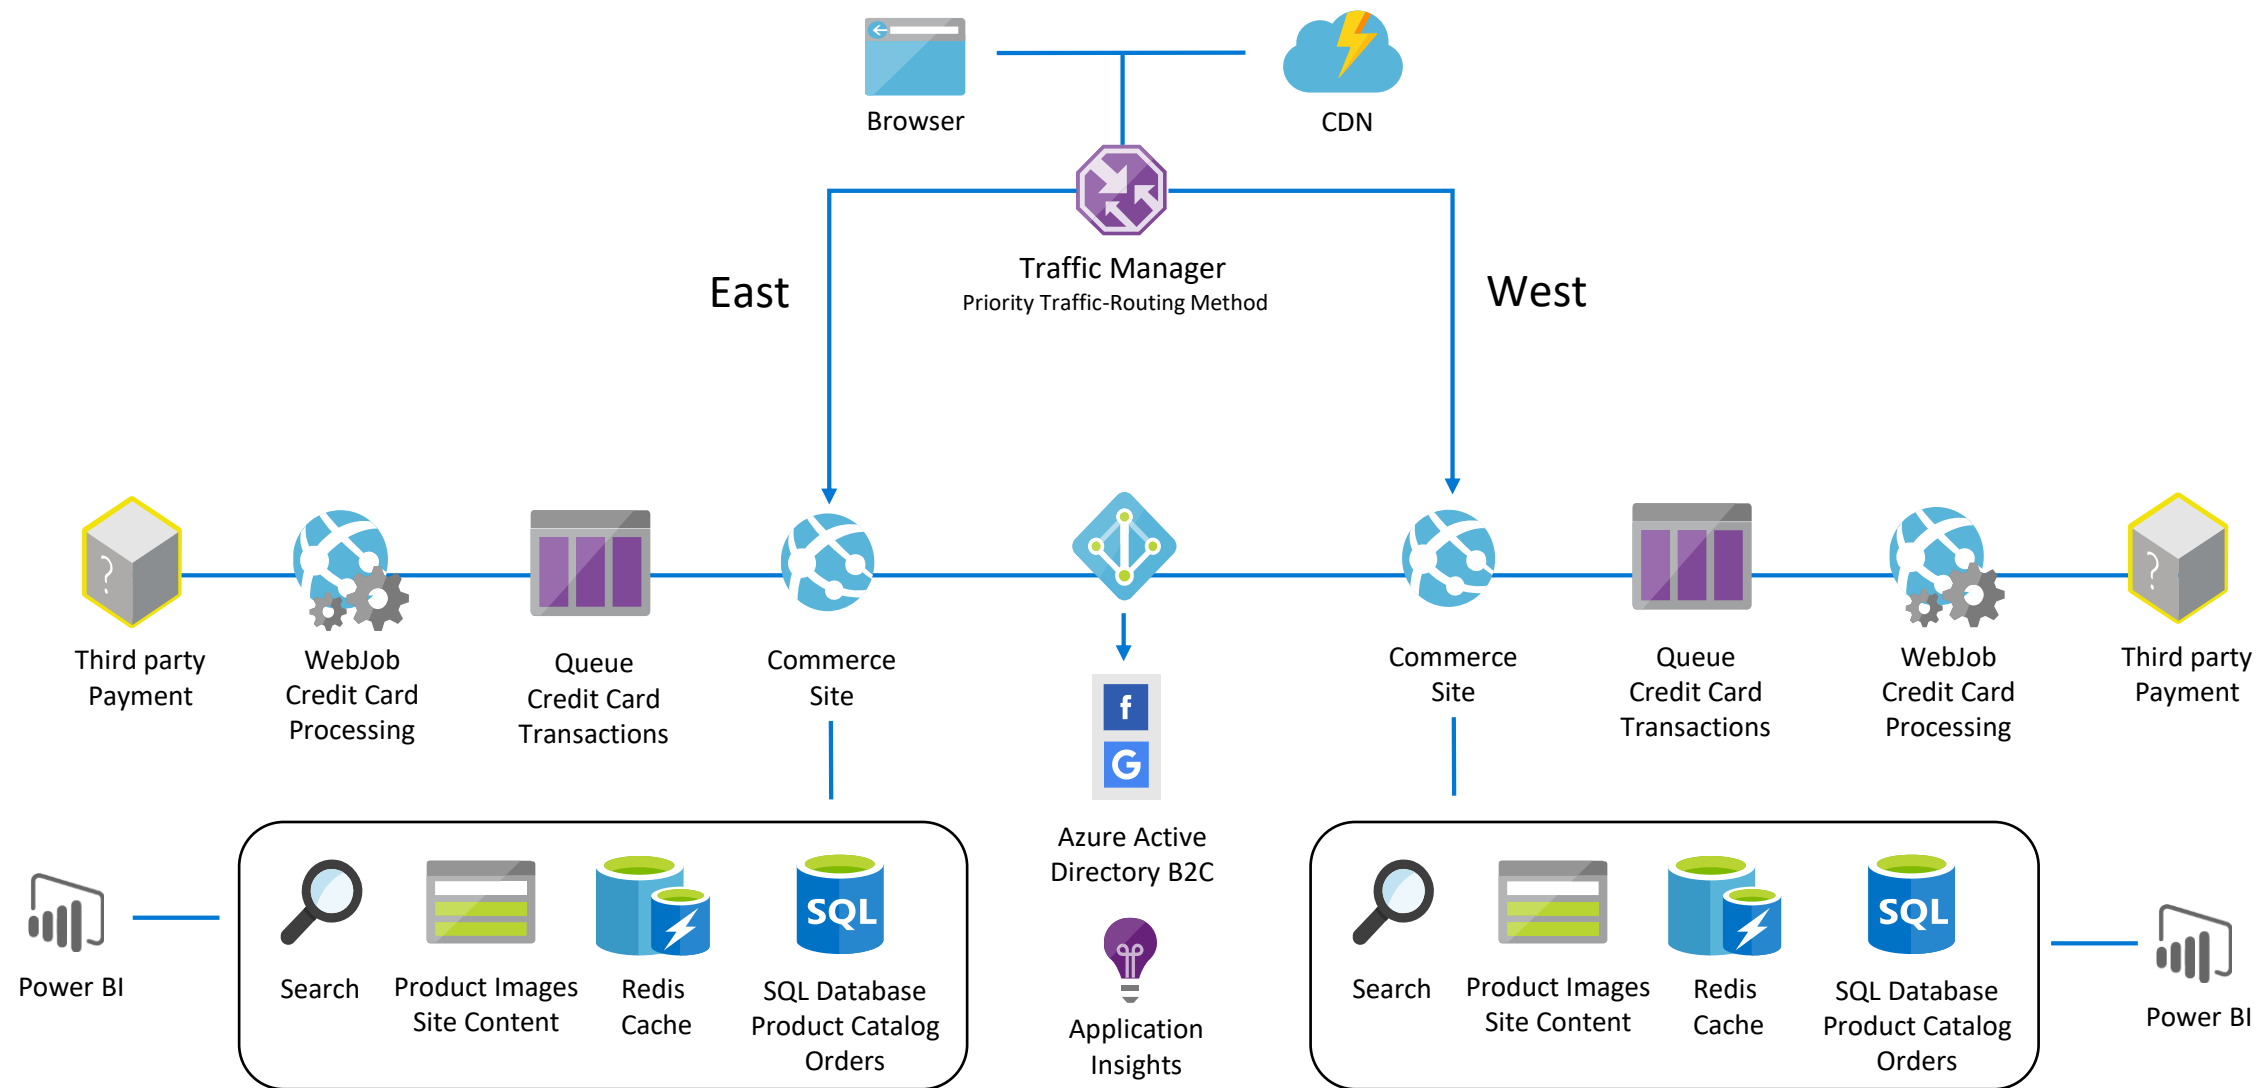 Browser
CDN
Traffic Manager
Priority Traffic-Routing Method
East
West
?
?
Third party
Payment
WebJob
Credit Card
Processing
Queue
Credit Card
Transactions
Commerce
Site
f
G
Commerce
Site
Queue
Credit Card
Transactions
WebJob
Credit Card
Processing
Third party
Payment
Azure Active
Directory B2C
Power BI
Search
Product Images
Site Content
Redis
Cache
SQL
SQL Database
Product Catalog
Orders
Application
Insights
Search
Product Images
Site Content
Redis
Cache
SQL
SQL Database
Product Catalog
Orders
Power BI